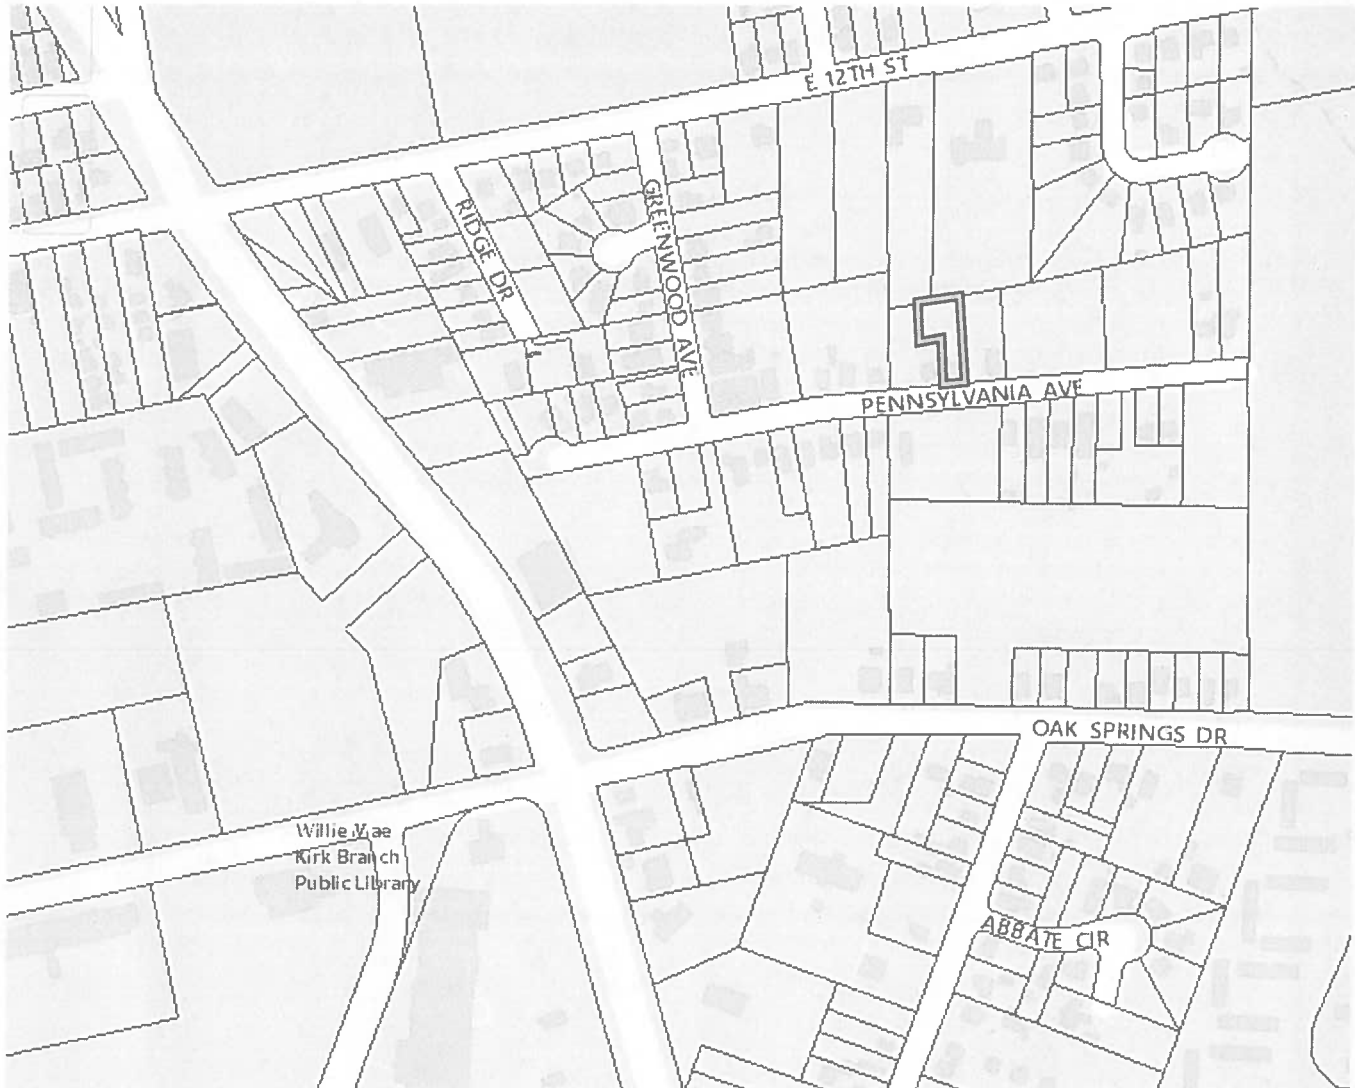 E 12TH ST
RIDGE DR
GREENWOOD AVE
PENNSYLVANIA AVE
OAK SPRINGS DR
Willie Mae
Kirk Branch
Public Library
ABBATE CIR